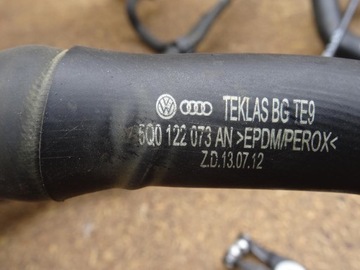 TEKLAS BG TE9
5Q0 122 073 AN >EPDM/PEROX<
Z.D.13.07.12